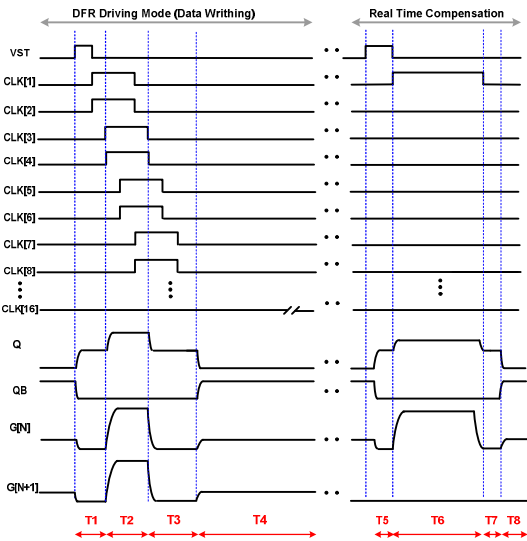 DFR Driving Mode (Data Writhing)
Real Time Compensation
VST
CLK[1]
CLK[2]
CLK[3]
CLK[4]
CLK[5]
CLK[6]
CLK[7]
CLK[8]
CLK[16]
Q
QB
G[N]
G[N+1]
T1 T2 T3 T4 T5 T6 T7 T8